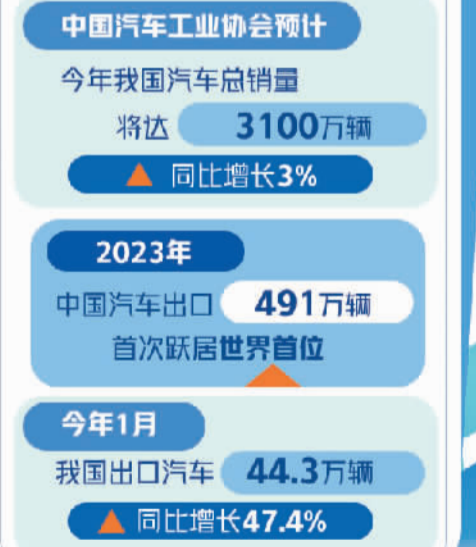 中国汽车工业协会预计
今年我国汽车总销量
将达 3100万辆
同比增长3%
2023年
中国汽车出口 491万辆
首次跃居世界首位
今年1月
我国出口汽车 44.3万辆
同比增长47.4%